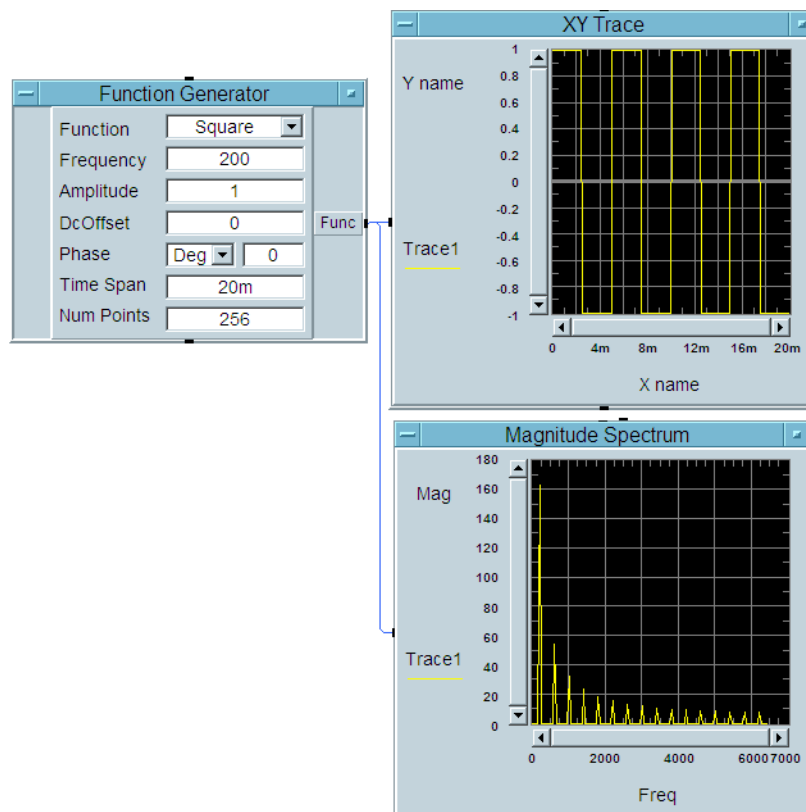 Function Generator
Function Square
Frequency 200
Amplitude 1
DcOffset 0
Phase Deg 0
Time Span 20m
Num Points 256
Func
XY Trace
Y name
Trace1
1
0.8
0.6
0.4
0.2
0
-0.2
-0.4
-0.6
-0.8
-1
0 4m 8m 12m 16m 20m
X name
Magnitude Spectrum
Mag
Trace1
180
160
140
120
100
80
60
40
20
0
0 2000 4000 6000 7000
Freq